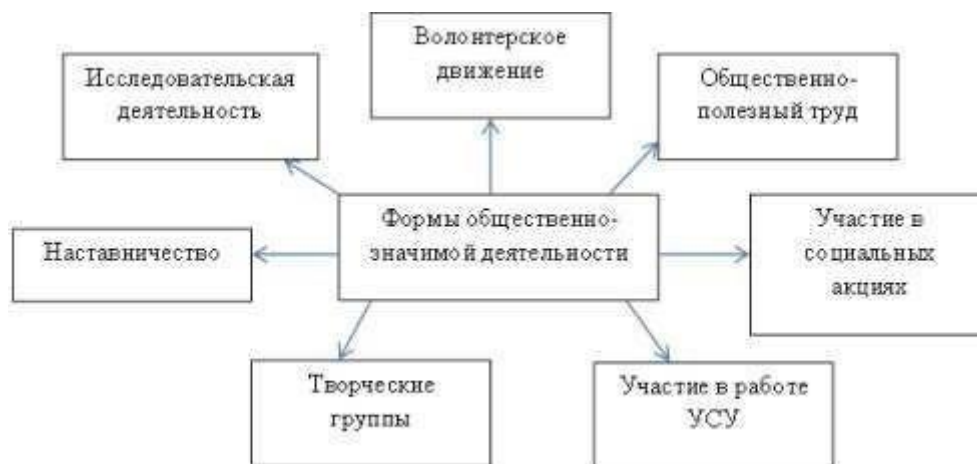 Волонтерское
движение
Исследовательская
деятельность
Общественно-
полезный труд
Формы общественно-
значимой деятельности
Наставничество
Участие в
социальных
акциях
Творческие
группы
Участие в работе
УСУ